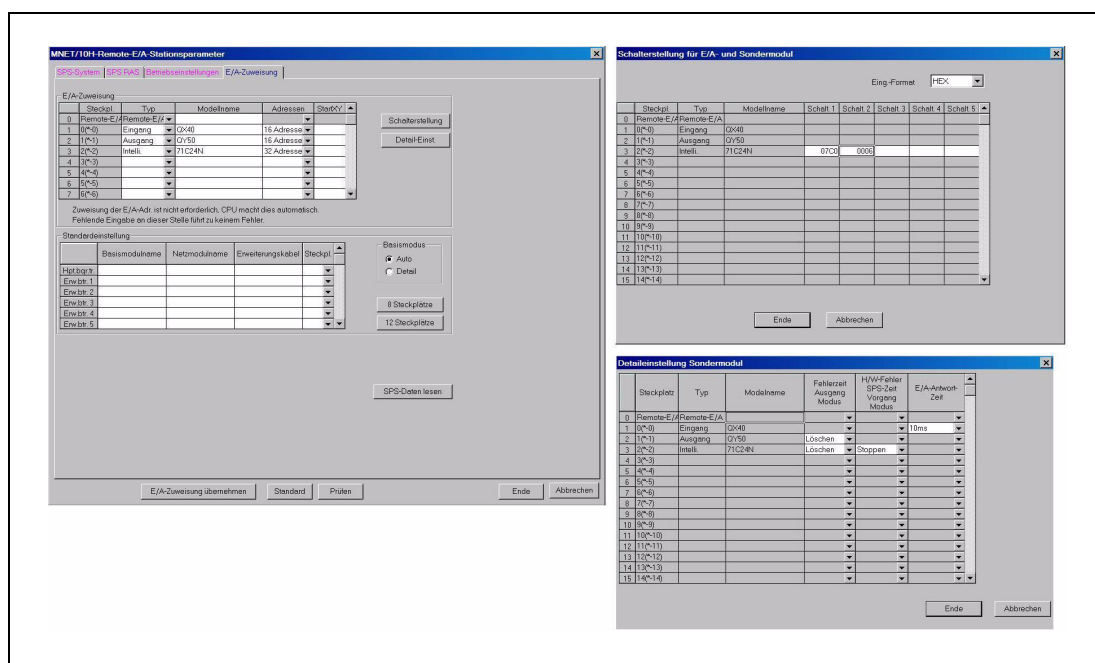 MNET/10H-Remote-E/A-Stationsparameter
SPS-System SPS RAS Betriebseinstellungen E/A-Zuweisung
E/A-Zuweisung
Steckpl. Typ Modellname Adressen StartXY
0 Remote-E/A Remote-E/A
1 0(*-0) Eingang QX40 16 Adresse
2 1(*-1) Ausgang QY50 16 Adresse
3 2(*-2) Intelli. 71C24N 32 Adresse
4 3(*-3)
5 4(*-4)
6 5(*-5)
7 6(*-6)
Schalterstellung
Detail-Einst.
Zuweisung der E/A-Adr. ist nicht erforderlich, CPU macht dies automatisch.
Fehlende Eingabe an dieser Stelle führt zu keinem Fehler.
Standardeinstellung
Basismodulname Netzmodulname Erweiterungskabel Steckpl.
Hpt.bgr.tr.
Erw.btr. 1
Erw.btr. 2
Erw.btr. 3
Erw.btr. 4
Erw.btr. 5
Basismodus
Auto
Detail
8 Steckplätze
12 Steckplätze
SPS-Daten lesen
E/A-Zuweisung übernehmen Standard Prüfen Ende Abbrechen
Schalterstellung für E/A- und Sondermodul
Eing.-Format HEX.
Steckpl. Typ Modellname Schalt. 1 Schalt. 2 Schalt. 3 Schalt. 4 Schalt. 5
0 Remote-E/A Remote-E/A
1 0(*-0) Eingang QX40
2 1(*-1) Ausgang QY50
3 2(*-2) Intelli. 71C24N 07C0 0006
4 3(*-3)
5 4(*-4)
6 5(*-5)
7 6(*-6)
8 7(*-7)
9 8(*-8)
10 9(*-9)
11 10(*-10)
12 11(*-11)
13 12(*-12)
14 13(*-13)
15 14(*-14)
Ende Abbrechen
Detaileinstellung Sondermodul
Steckplatz Typ Modelname Fehlerzeit Ausgang Modus H/W-Fehler SPS-Zeit Vorgang Modus E/A-Antwort-Zeit
0 Remote-E/A Remote-E/A
1 0(*-0) Eingang QX40 10ms
2 1(*-1) Ausgang QY50 Löschen
3 2(*-2) Intelli. 71C24N Löschen Stoppen
4 3(*-3)
5 4(*-4)
6 5(*-5)
7 6(*-6)
8 7(*-7)
9 8(*-8)
10 9(*-9)
11 10(*-10)
12 11(*-11)
13 12(*-12)
14 13(*-13)
15 14(*-14)
Ende Abbrechen